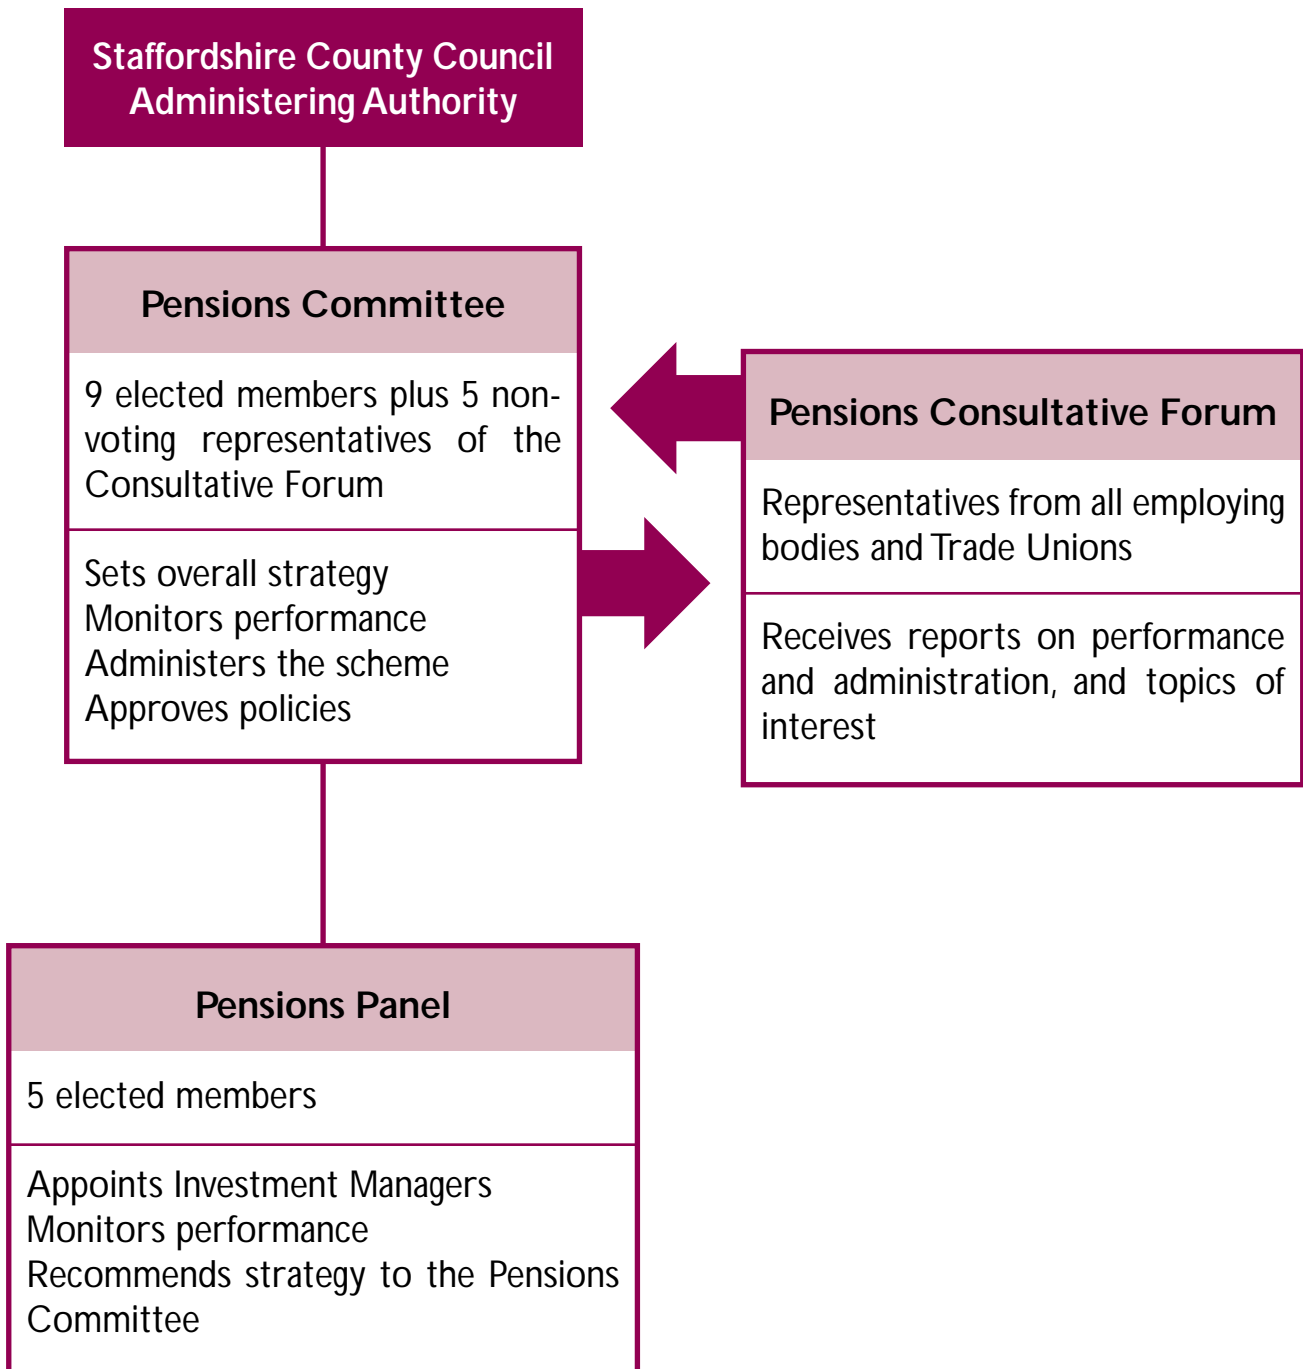 Staffordshire County Council
Administering Authority
Pensions Committee
9 elected members plus 5 non-
voting representatives of the
Consultative Forum
Sets overall strategy
Monitors performance
Administers the scheme
Approves policies
Pensions Consultative Forum
Representatives from all employing
bodies and Trade Unions
Receives reports on performance
and administration, and topics of
interest
Pensions Panel
5 elected members
Appoints Investment Managers
Monitors performance
Recommends strategy to the Pensions
Committee